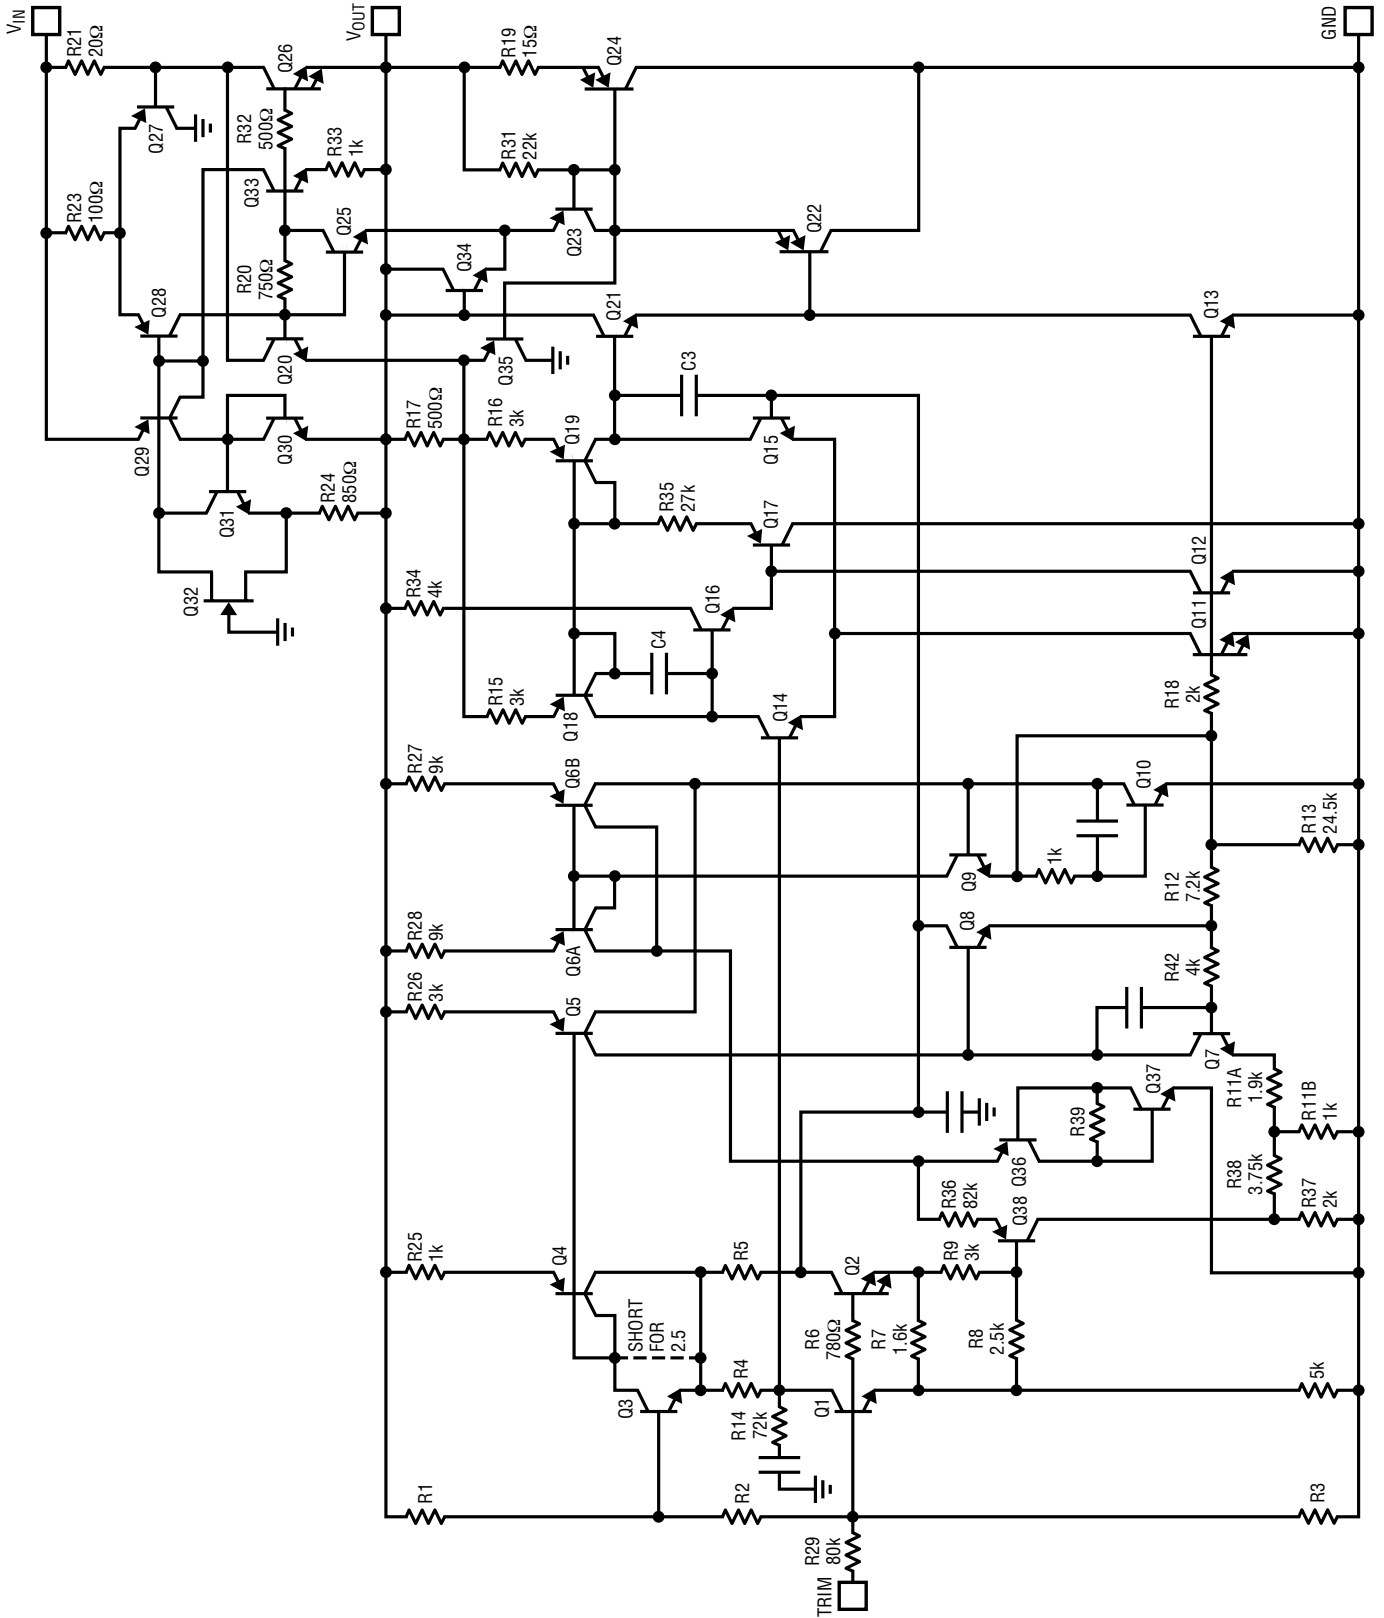 VIN
VOUT
GND
R21
20Ω
Q26
R19
15Ω
Q24
Q27
R32
500Ω
R33
1k
R31
22k
R23
100Ω
Q33
Q25
Q23
Q22
R20
750Ω
Q34
Q28
Q21
Q13
Q20
Q35
C3
Q29
Q30
R17
500Ω
R16
3k
Q19
Q15
Q31
R24
850Ω
R35
27k
Q17
Q12
Q32
R34
4k
Q16
Q11
C4
R15
3k
Q18
Q14
R18
2k
R27
9k
Q6B
Q10
R13
24.5k
1k
Q9
R12
7.2k
R28
9k
Q6A
Q8
R42
4k
R26
3k
Q5
Q7
R11A
1.9k
Q37
R11B
1k
R39
Q36
R38
3.75k
R36
82k
Q38
R37
2k
R25
1k
Q4
R5
Q2
R9
3k
SHORT
FOR
2.5
R6
780Ω
R7
1.6k
R8
2.5k
Q3
R4
Q1
5k
R14
72k
R1
R2
R3
R29
80k
TRIM